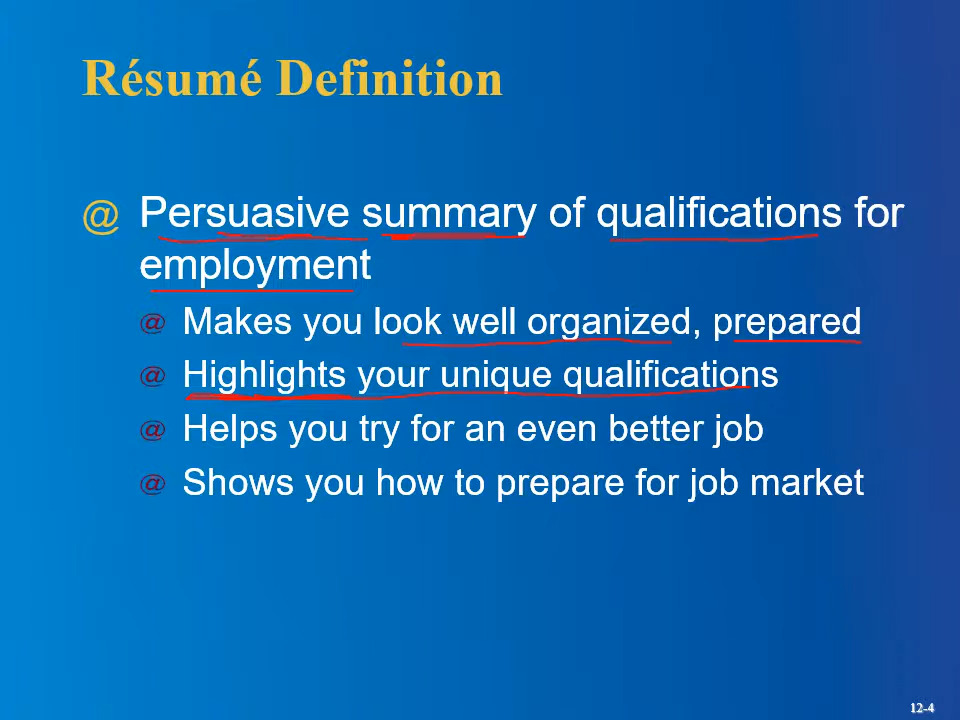 Résumé Definition
@ Persuasive summary of qualifications for
employment
@ Makes you look well organized, prepared
@ Highlights your unique qualifications
@ Helps you try for an even better job
@ Shows you how to prepare for job market
12-4